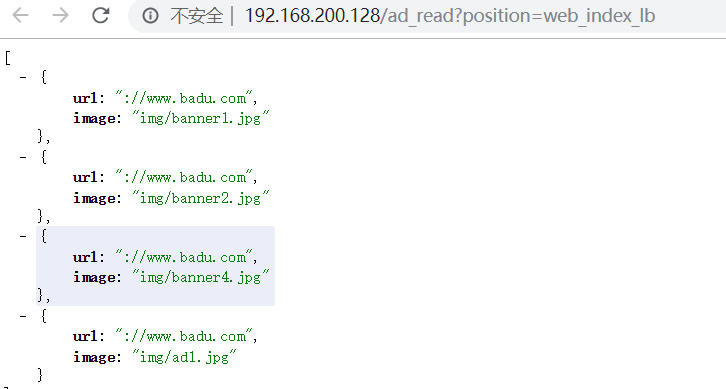 不安全 | 192.168.200.128/ad_read?position=web_index_lb
[
- {
url: "://www.badu.com",
image: "img/banner1.jpg"
},
- {
url: "://www.badu.com",
image: "img/banner2.jpg"
},
- {
url: "://www.badu.com",
image: "img/banner4.jpg"
},
- {
url: "://www.badu.com",
image: "img/ad1.jpg"
}